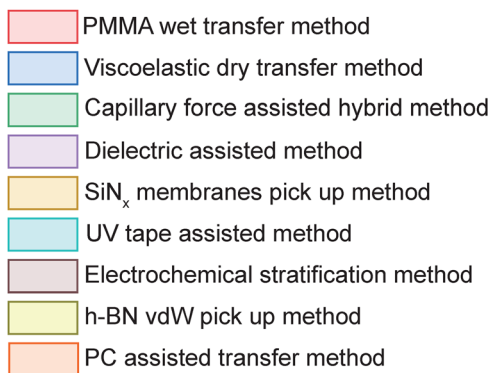 PMMA wet transfer method
Viscoelastic dry transfer method
Capillary force assisted hybrid method
Dielectric assisted method
SiNₓ membranes pick up method
UV tape assisted method
Electrochemical stratification method
h-BN vdW pick up method
PC assisted transfer method